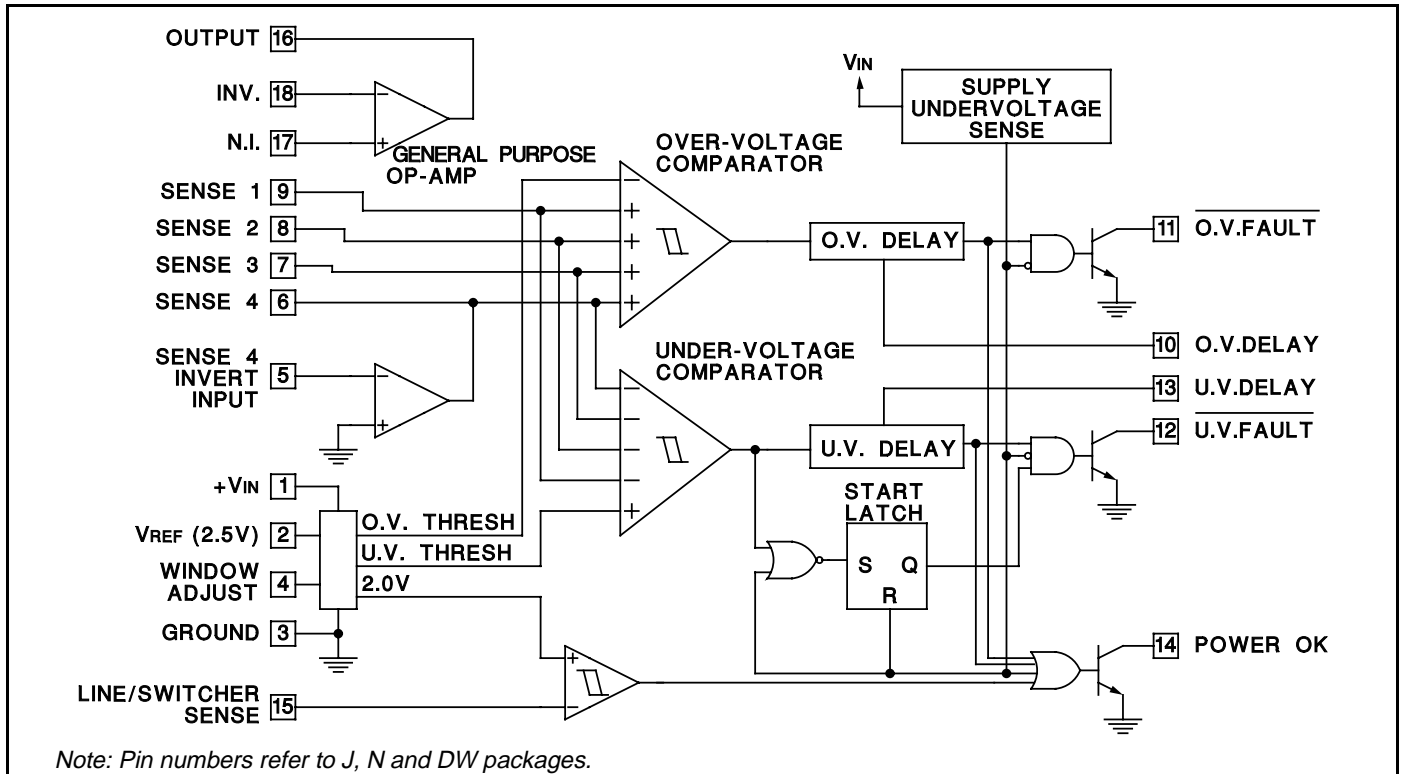 OUTPUT 16
INV. 18
−
N.I. 17
+
GENERAL PURPOSE
OP-AMP
SENSE 1 9
SENSE 2 8
SENSE 3 7
SENSE 4 6
SENSE 4
INVERT
INPUT
5
−
+
+VIN 1
VREF (2.5V) 2
WINDOW
ADJUST
4
GROUND 3
LINE/SWITCHER
SENSE
15
O.V. THRESH
U.V. THRESH
2.0V
+
−
OVER-VOLTAGE
COMPARATOR
−
+
+
+
+
UNDER-VOLTAGE
COMPARATOR
−
−
−
−
+
VIN
SUPPLY
UNDERVOLTAGE
SENSE
O.V. DELAY
U.V. DELAY
START
LATCH
S Q
R
11 O.V.FAULT
10 O.V.DELAY
13 U.V.DELAY
12 U.V.FAULT
14 POWER OK
Note: Pin numbers refer to J, N and DW packages.